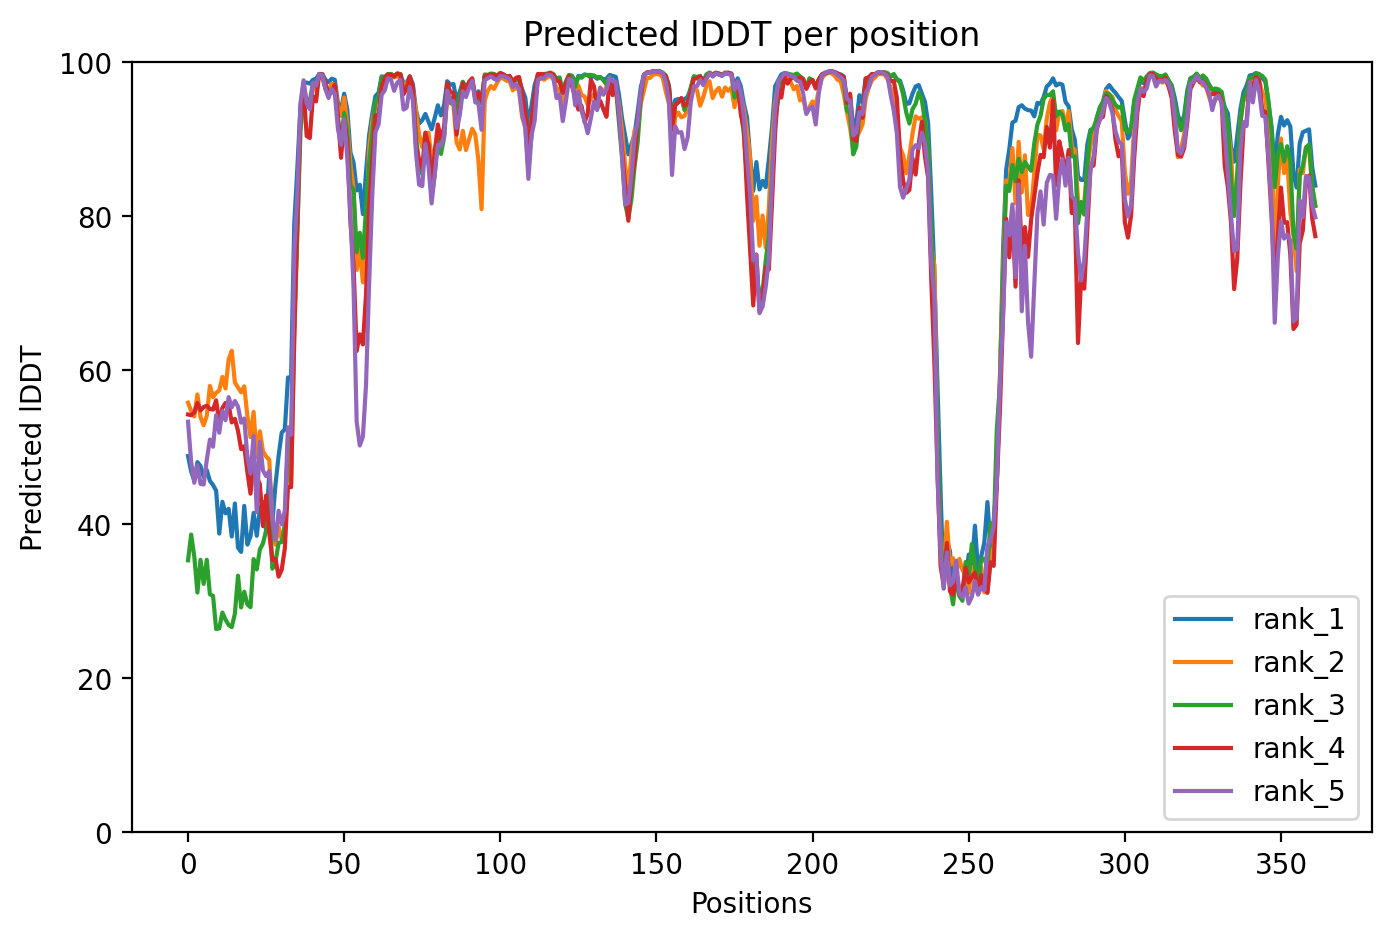 Predicted lDDT per position
Predicted lDDT
100
80
60
40
20
0
0 50 100 150 200 250 300 350
Positions
rank_1
rank_2
rank_3
rank_4
rank_5